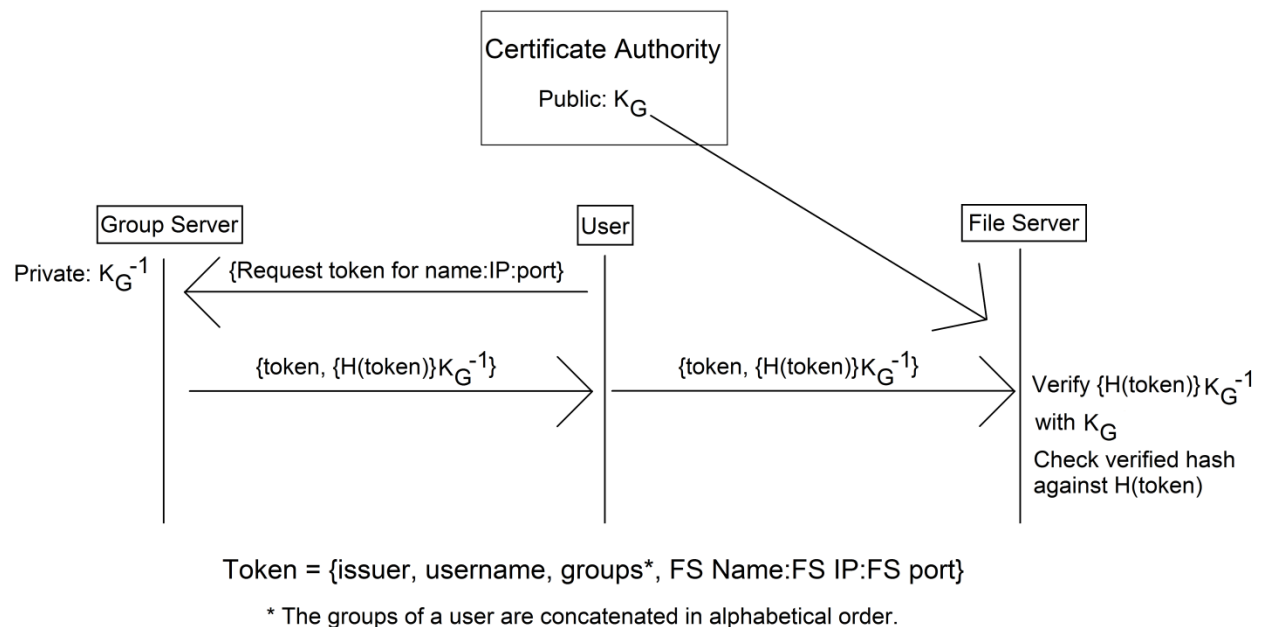 Certificate Authority
Public: K_G
Group Server
User
File Server
Private: K_G^-1
{Request token for name:IP:port}
{token, {H(token)}K_G^-1}
{token, {H(token)}K_G^-1}
Verify {H(token)}K_G^-1
with K_G
Check verified hash
against H(token)
Token = {issuer, username, groups*, FS Name:FS IP:FS port}
* The groups of a user are concatenated in alphabetical order.